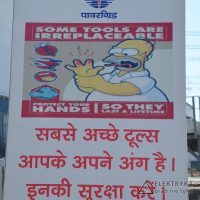 पावरग्रिड
SOME TOOLS ARE
IRREPLACEABLE
PROTECT YOUR
HANDS
SO THEY
LAST A LIFETIME
सबसे अच्छे टूल्स
आपके अपने अंग है।
इनकी सुरक्षा करें
ELEKTRYKA